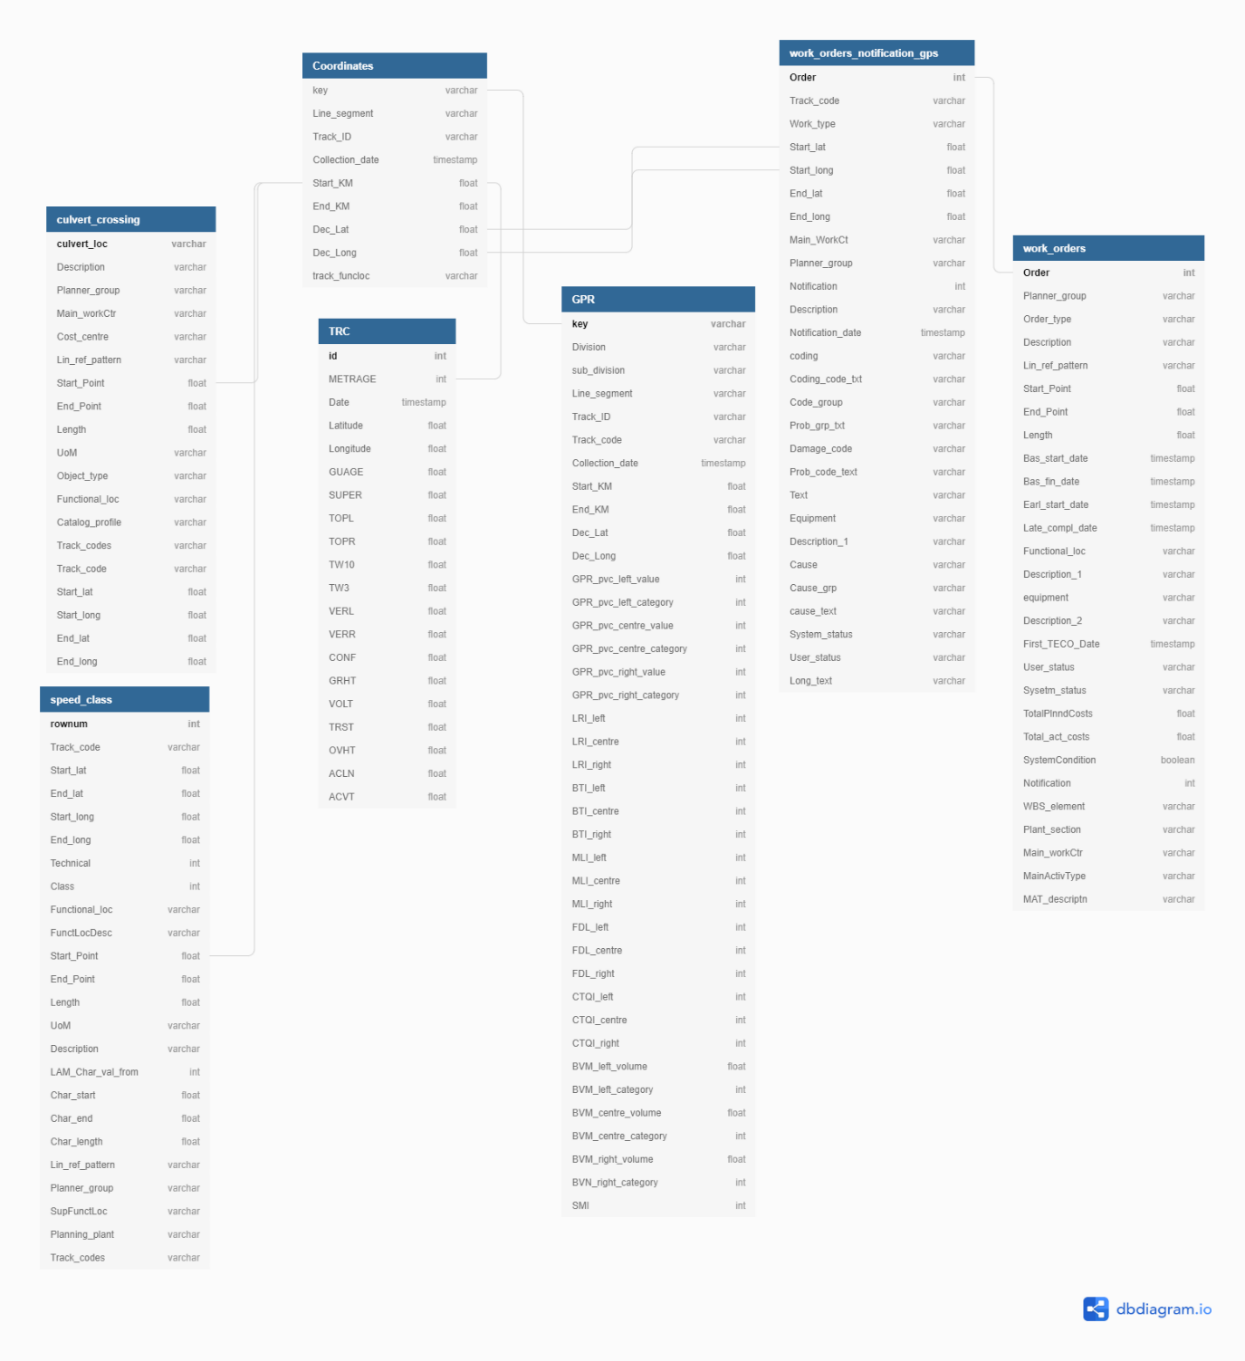 Coordinates
key varchar
Line_segment varchar
Track_ID varchar
Collection_date timestamp
Start_KM float
End_KM float
Dec_Lat float
Dec_Long float
track_funcloc varchar
work_orders_notification_gps
Order int
Track_code varchar
Work_type varchar
Start_lat float
Start_long float
End_lat float
End_long float
Main_WorkCt varchar
Planner_group varchar
Notification int
Description varchar
Notification_date timestamp
coding varchar
Coding_code_txt varchar
Code_group varchar
Prob_grp_txt varchar
Damage_code varchar
Prob_code_text varchar
Text varchar
Equipment varchar
Description_1 varchar
Cause varchar
Cause_grp varchar
cause_text varchar
System_status varchar
User_status varchar
Long_text varchar
culvert_crossing
culvert_loc varchar
Description varchar
Planner_group varchar
Main_workCtr varchar
Cost_centre varchar
Lin_ref_pattern varchar
Start_Point float
End_Point float
Length float
UoM varchar
Object_type varchar
Functional_loc varchar
Catalog_profile varchar
Track_codes varchar
Track_code varchar
Start_lat float
Start_long float
End_lat float
End_long float
work_orders
Order int
Planner_group varchar
Order_type varchar
Description varchar
Lin_ref_pattern varchar
Start_Point float
End_Point float
Length float
Bas_start_date timestamp
Bas_fin_date timestamp
Earl_start_date timestamp
Late_compl_date timestamp
Functional_loc varchar
Description_1 varchar
equipment varchar
Description_2 varchar
First_TECO_Date timestamp
User_status varchar
Sysetm_status varchar
TotalPlnndCosts float
Total_act_costs float
SystemCondition boolean
Notification int
WBS_element varchar
Plant_section varchar
Main_workCtr varchar
MainActivType varchar
MAT_descriptn varchar
GPR
key varchar
Division varchar
sub_division varchar
Line_segment varchar
Track_ID varchar
Track_code varchar
Collection_date timestamp
Start_KM float
End_KM float
Dec_Lat float
Dec_Long float
GPR_pvc_left_value int
GPR_pvc_left_category int
GPR_pvc_centre_value int
GPR_pvc_centre_category int
GPR_pvc_right_value int
GPR_pvc_right_category int
LRI_left int
LRI_centre int
LRI_right int
BTI_left int
BTI_centre int
BTI_right int
MLI_left int
MLI_centre int
MLI_right int
FDL_left int
FDL_centre int
FDL_right int
CTQI_left int
CTQI_centre int
CTQI_right int
BVM_left_volume float
BVM_left_category int
BVM_centre_volume float
BVM_centre_category int
BVM_right_volume float
BVN_right_category int
SMI int
TRC
id int
METRAGE int
Date timestamp
Latitude float
Longitude float
GUAGE float
SUPER float
TOPL float
TOPR float
TW10 float
TW3 float
VERL float
VERR float
CONF float
GRHT float
VOLT float
TRST float
OVHT float
ACLN float
ACVT float
speed_class
rownum int
Track_code varchar
Start_lat float
End_lat float
Start_long float
End_long float
Technical int
Class int
Functional_loc varchar
FunctLocDesc varchar
Start_Point float
End_Point float
Length float
UoM varchar
Description varchar
LAM_Char_val_from int
Char_start float
Char_end float
Char_length float
Lin_ref_pattern varchar
Planner_group varchar
SupFunctLoc varchar
Planning_plant varchar
Track_codes varchar
dbdiagram.io